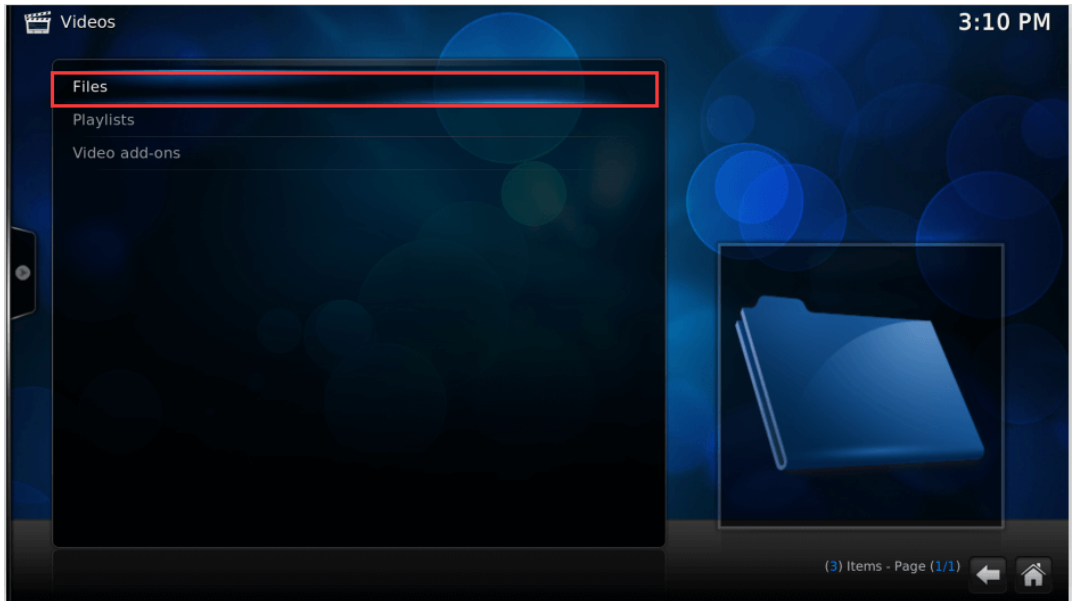 Videos
3:10 PM
Files
Playlists
Video add-ons
(3) Items - Page (1/1)